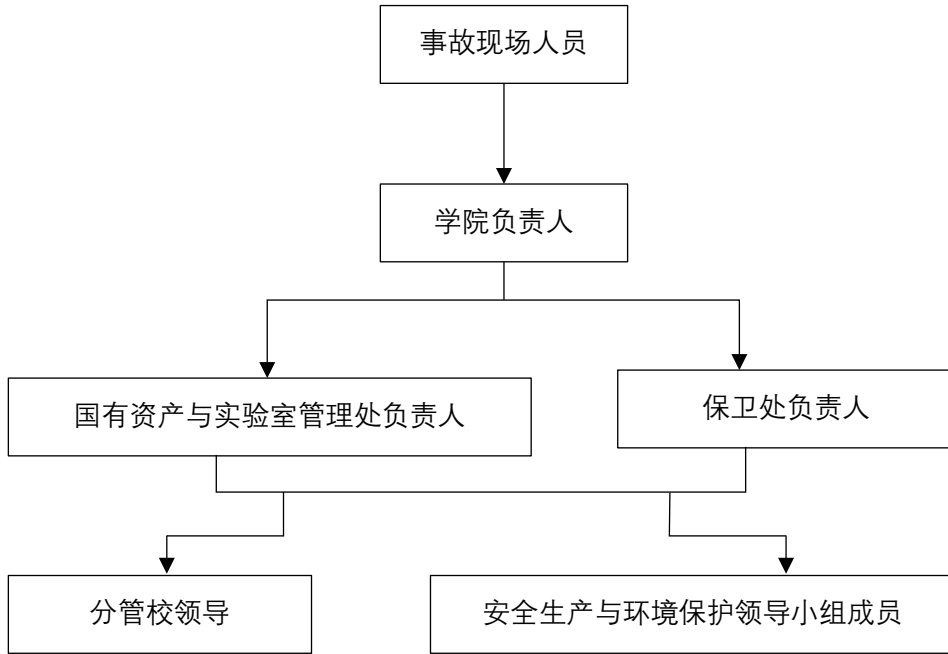 事故现场人员
学院负责人
国有资产与实验室管理处负责人
保卫处负责人
分管校领导
安全生产与环境保护领导小组成员